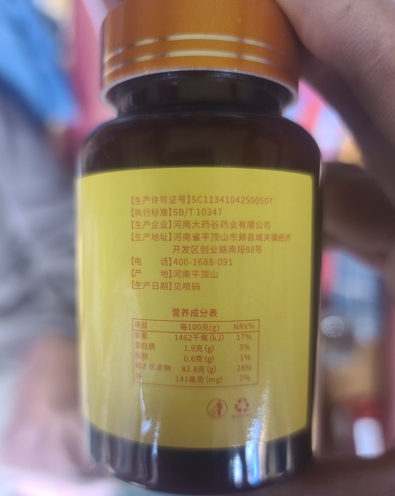 【生产许可证号】SC11341042500507
【执行标准】SB/T 10347
【生产企业】河南大药谷药业有限公司
【生产地址】河南省平顶山市郏县城关镇经济
开发区创业路南段88号
【电 话】400-1688-091
【产 地】河南平顶山
【生产日期】见喷码
营养成分表
项目 每100克(g) NRV%
能量 1462千焦(kJ) 17%
蛋白质 1.9克(g) 3%
脂肪 0.6克(g) 1%
碳水化合物 82.8克(g) 28%
钠 141毫克(mg) 7%